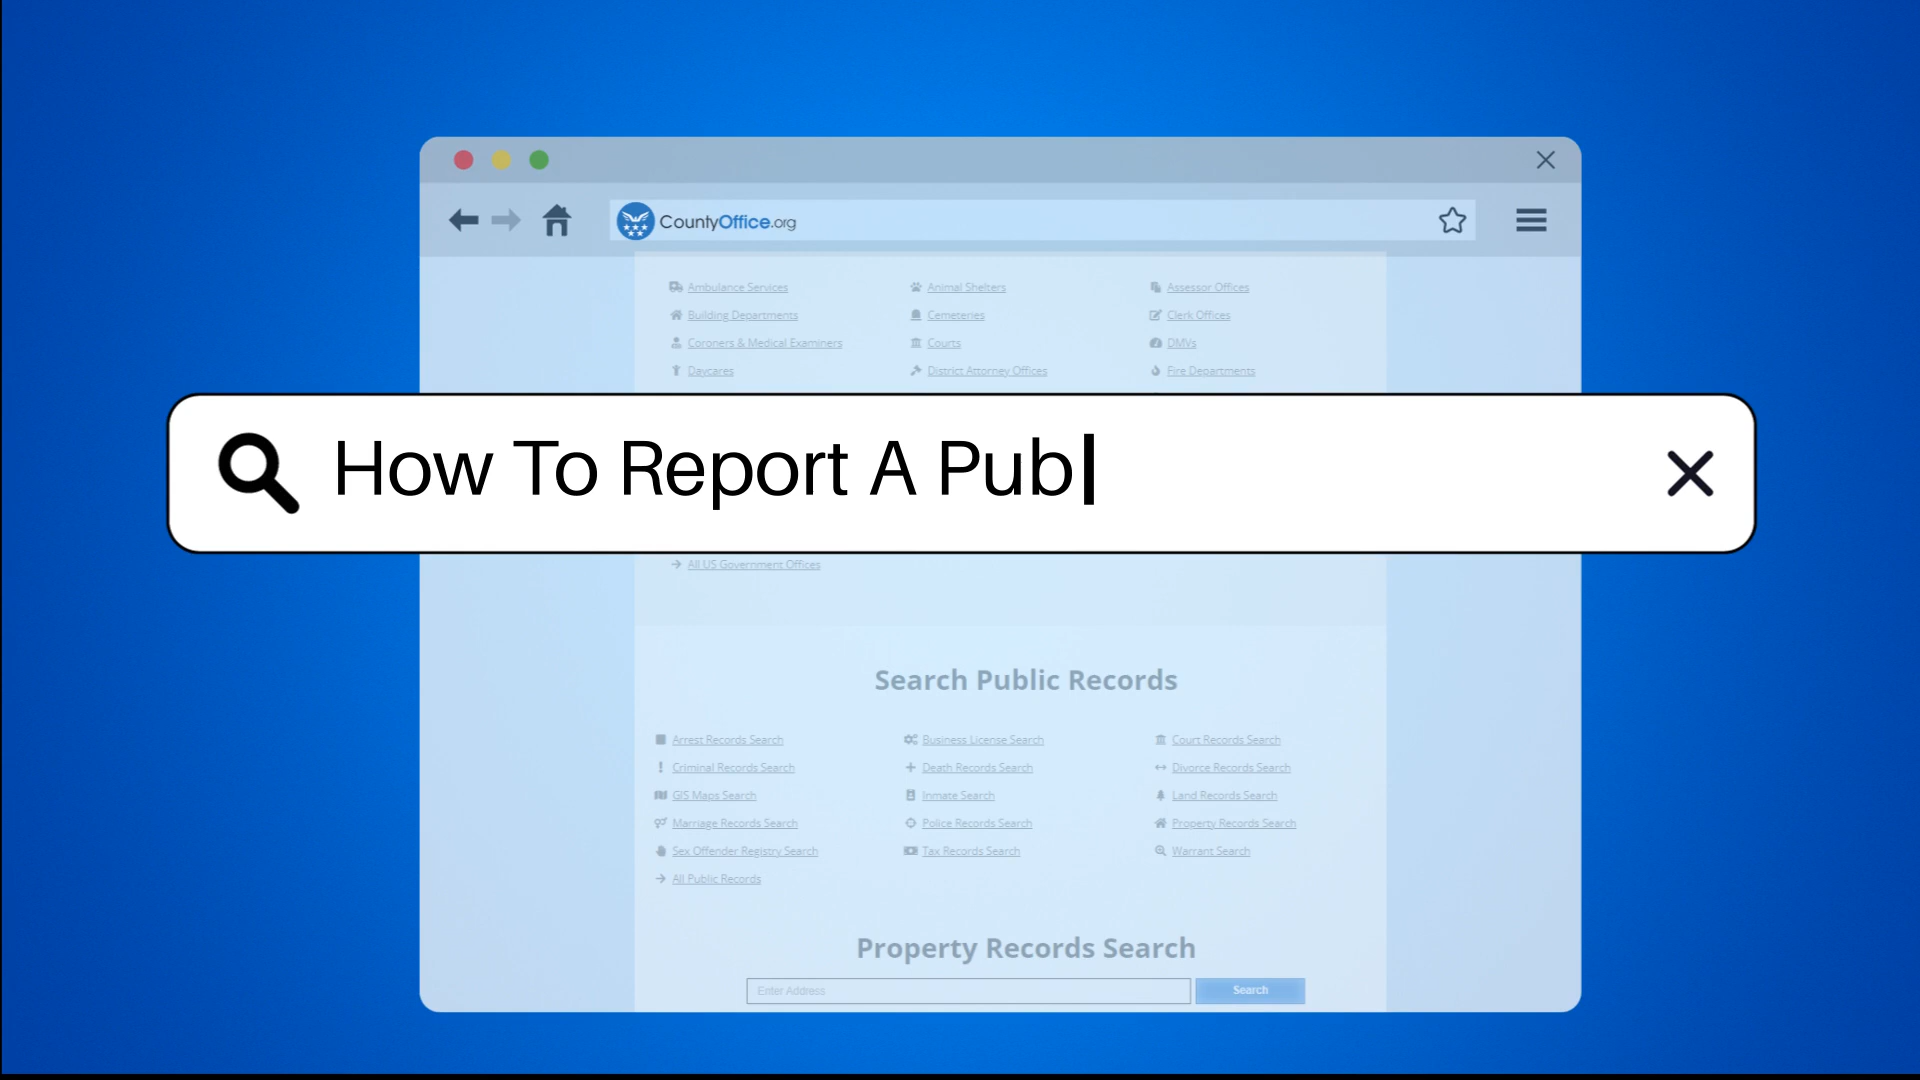 CountyOffice.org
Ambulance Services Animal Shelters Assessor Offices
Building Departments Cemeteries Clerk Offices
Coroners & Medical Examiners Courts DMVs
Daycares District Attorney Offices Fire Departments
How To Report A Pub
All US Government Offices
Search Public Records
Arrest Records Search Business License Search Court Records Search
Criminal Records Search Death Records Search Divorce Records Search
GIS Maps Search Inmate Search Land Records Search
Marriage Records Search Police Records Search Property Records Search
Sex Offender Registry Search Tax Records Search Warrant Search
All Public Records
Property Records Search
Enter Address Search